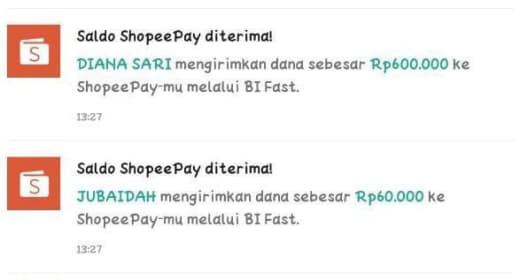 Saldo ShopeePay diterima!
DIANA SARI mengirimkan dana sebesar Rp600.000 ke
ShopeePay-mu melalui BI Fast.
13:27
Saldo ShopeePay diterima!
JUBAIDAH mengirimkan dana sebesar Rp60.000 ke
ShopeePay-mu melalui BI Fast.
13:27